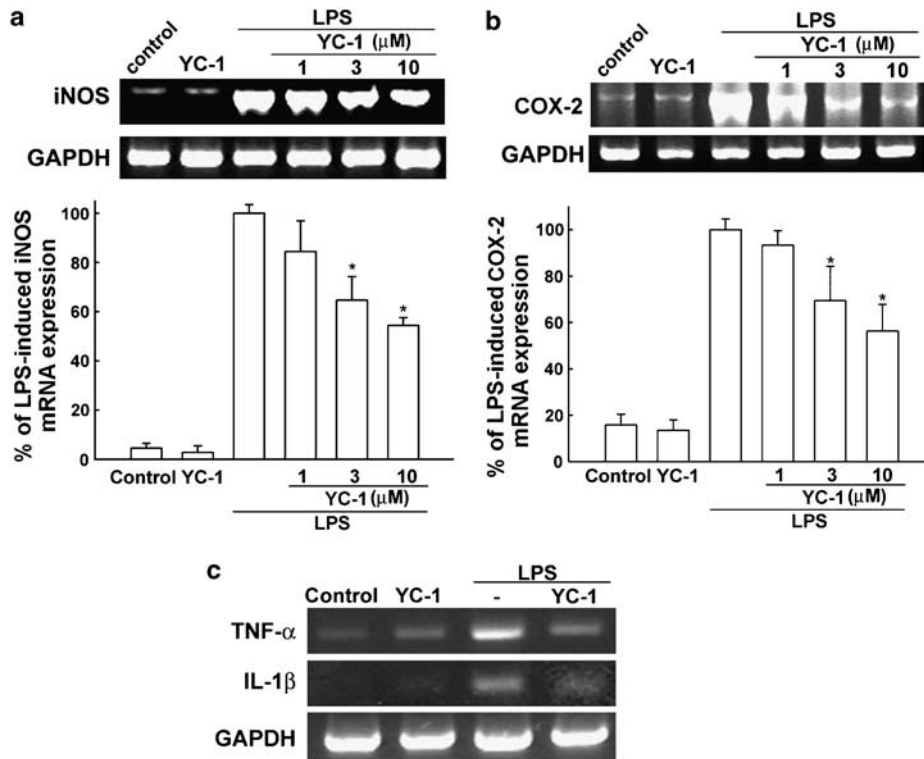 a
LPS
YC-1 (μM)
control YC-1 1 3 10
iNOS
GAPDH
% of LPS-induced iNOS
mRNA expression
100
80
60
40
20
0
* *
Control YC-1 1 3 10
YC-1 (μM)
LPS
b
LPS
YC-1 (μM)
control YC-1 1 3 10
COX-2
GAPDH
% of LPS-induced COX-2
mRNA expression
100
80
60
40
20
0
* *
Control YC-1 1 3 10
YC-1 (μM)
LPS
c
LPS
Control YC-1 - YC-1
TNF-α
IL-1β
GAPDH